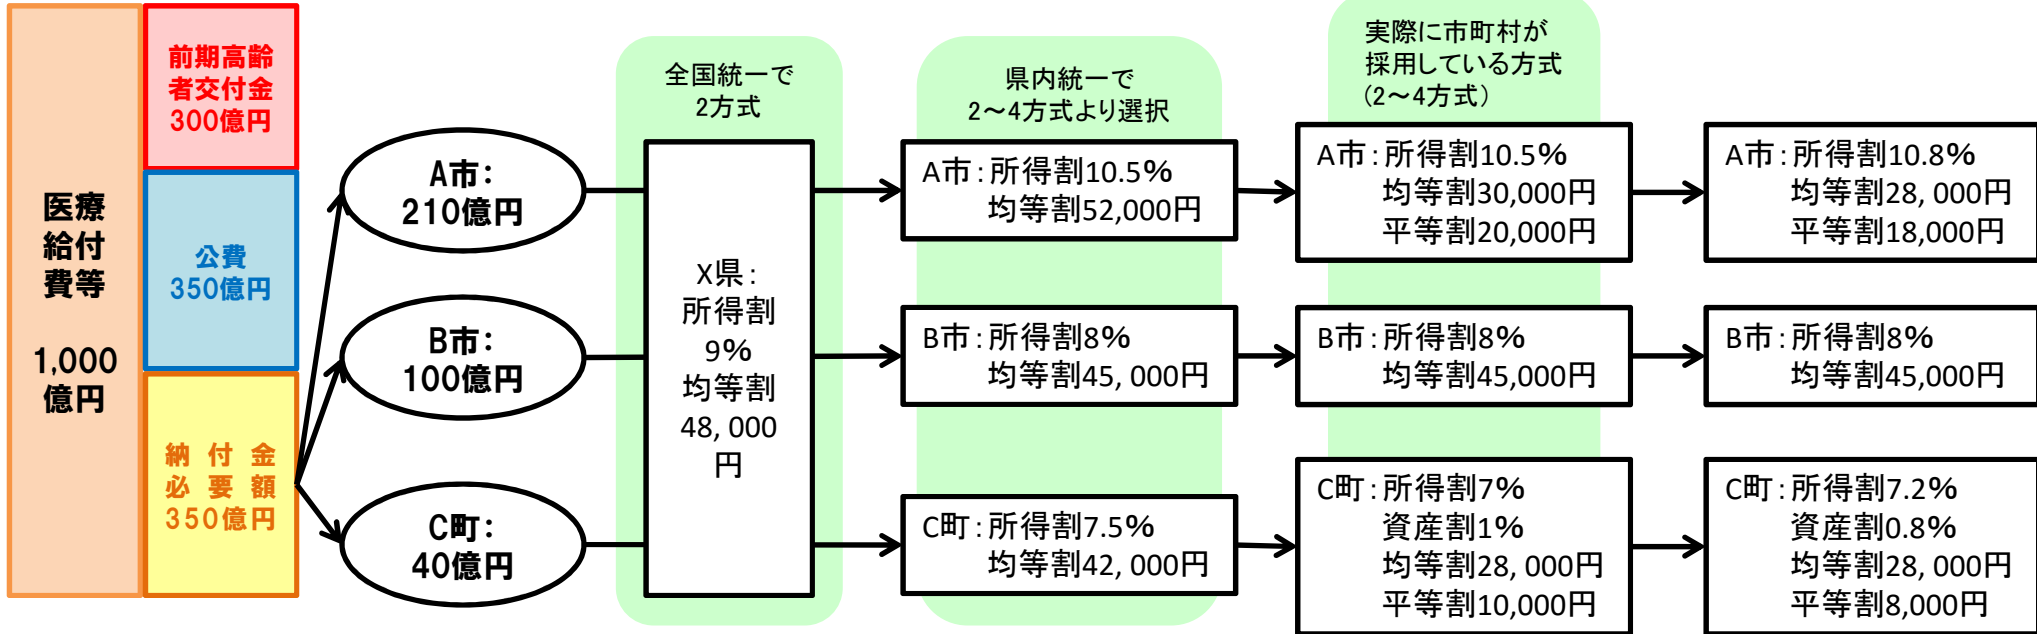 医療
給付
費等
1,000
億円
前期高齢
者交付金
300億円
公費
350億円
納付金
必要額
350億円
A市：
210億円
B市：
100億円
C町：
40億円
全国統一で
2方式
X県：
所得割
9%
均等割
48,000
円
県内統一で
2～4方式より選択
A市：所得割10.5%
均等割52,000円
B市：所得割8%
均等割45,000円
C町：所得割7.5%
均等割42,000円
実際に市町村が
採用している方式
（2～4方式）
A市：所得割10.5%
均等割30,000円
平等割20,000円
B市：所得割8%
均等割45,000円
C町：所得割7%
資産割1%
均等割28,000円
平等割10,000円
A市：所得割10.8%
均等割28,000円
平等割18,000円
B市：所得割8%
均等割45,000円
C町：所得割7.2%
資産割0.8%
均等割28,000円
平等割8,000円